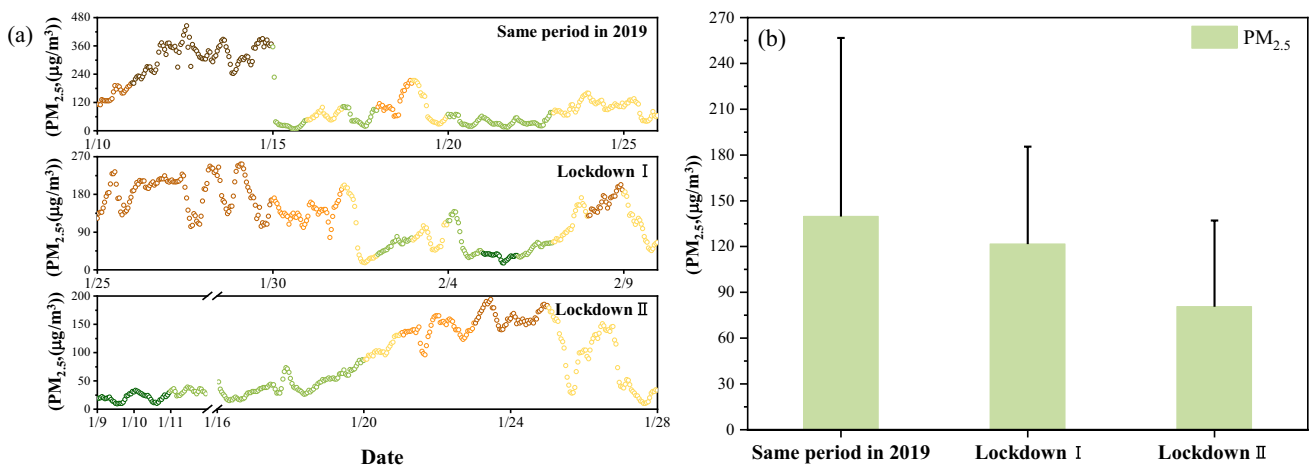 (a)
Same period in 2019
(PM2.5,(μg/m³))
480
360
240
120
0
1/10 1/15 1/20 1/25
Lockdown Ⅰ
(PM2.5,(μg/m³))
270
180
90
0
1/25 1/30 2/4 2/9
Lockdown Ⅱ
(PM2.5,(μg/m³))
200
150
100
50
0
1/9 1/10 1/11 1/16 1/20 1/24 1/28
Date
(b)
PM2.5
((PM2.5,(μg/m³))
270
240
210
180
150
120
90
60
30
0
Same period in 2019 Lockdown Ⅰ Lockdown Ⅱ